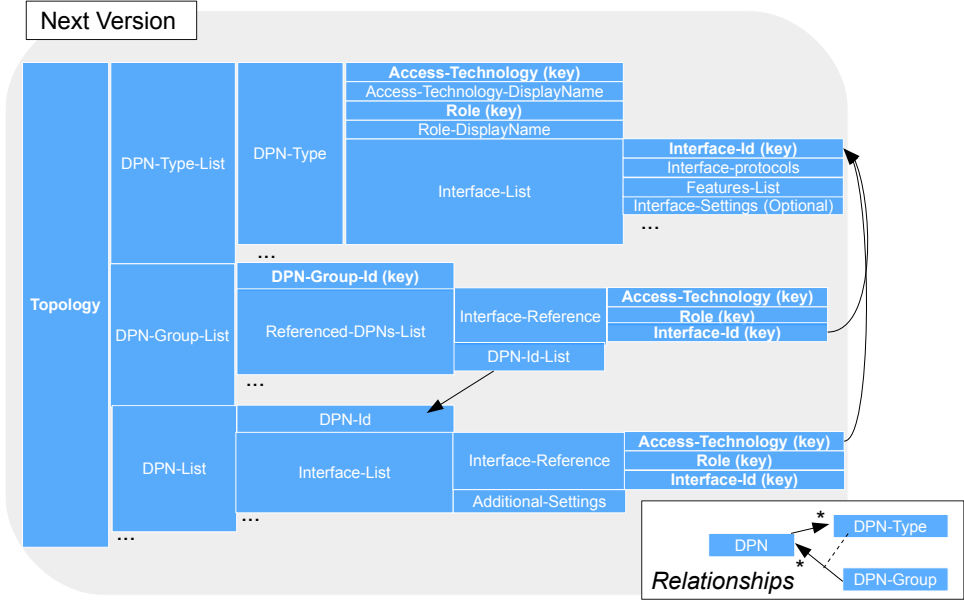 Next Version
Topology
DPN-Type-List
DPN-Type
Access-Technology (key)
Access-Technology-DisplayName
Role (key)
Role-DisplayName
Interface-List
Interface-Id (key)
Interface-protocols
Features-List
Interface-Settings (Optional)
...
...
DPN-Group-List
DPN-Group-Id (key)
Referenced-DPNs-List
Interface-Reference
Access-Technology (key)
Role (key)
Interface-Id (key)
DPN-Id-List
...
DPN-List
DPN-Id
Interface-List
Interface-Reference
Access-Technology (key)
Role (key)
Interface-Id (key)
Additional-Settings
...
...
*
DPN-Type
DPN
*
DPN-Group
Relationships